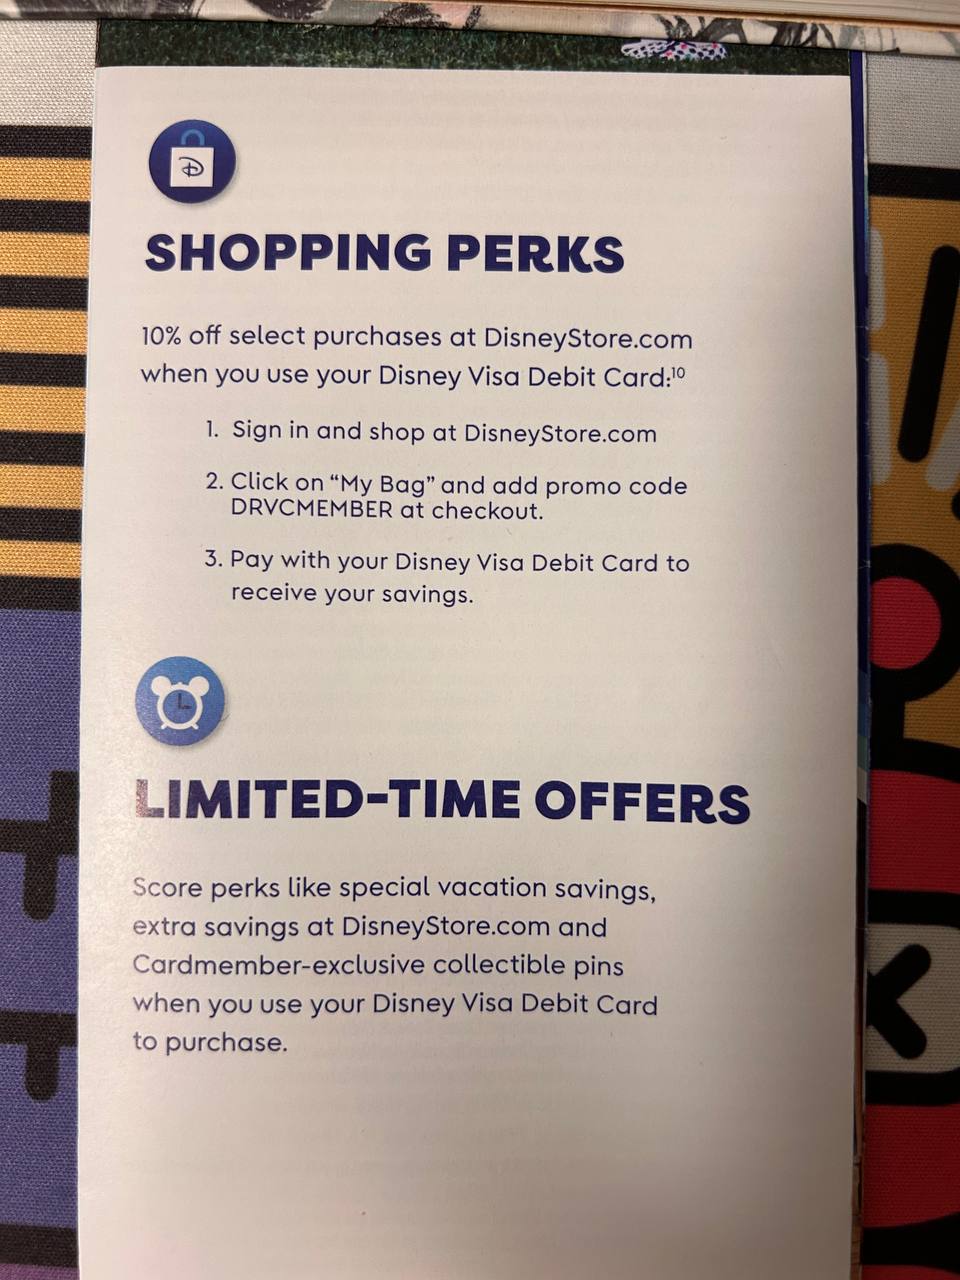 SHOPPING PERKS
10% off select purchases at DisneyStore.com
when you use your Disney Visa Debit Card:¹⁰
1. Sign in and shop at DisneyStore.com
2. Click on “My Bag” and add promo code
DRVCMEMBER at checkout.
3. Pay with your Disney Visa Debit Card to
receive your savings.
LIMITED-TIME OFFERS
Score perks like special vacation savings,
extra savings at DisneyStore.com and
Cardmember-exclusive collectible pins
when you use your Disney Visa Debit Card
to purchase.